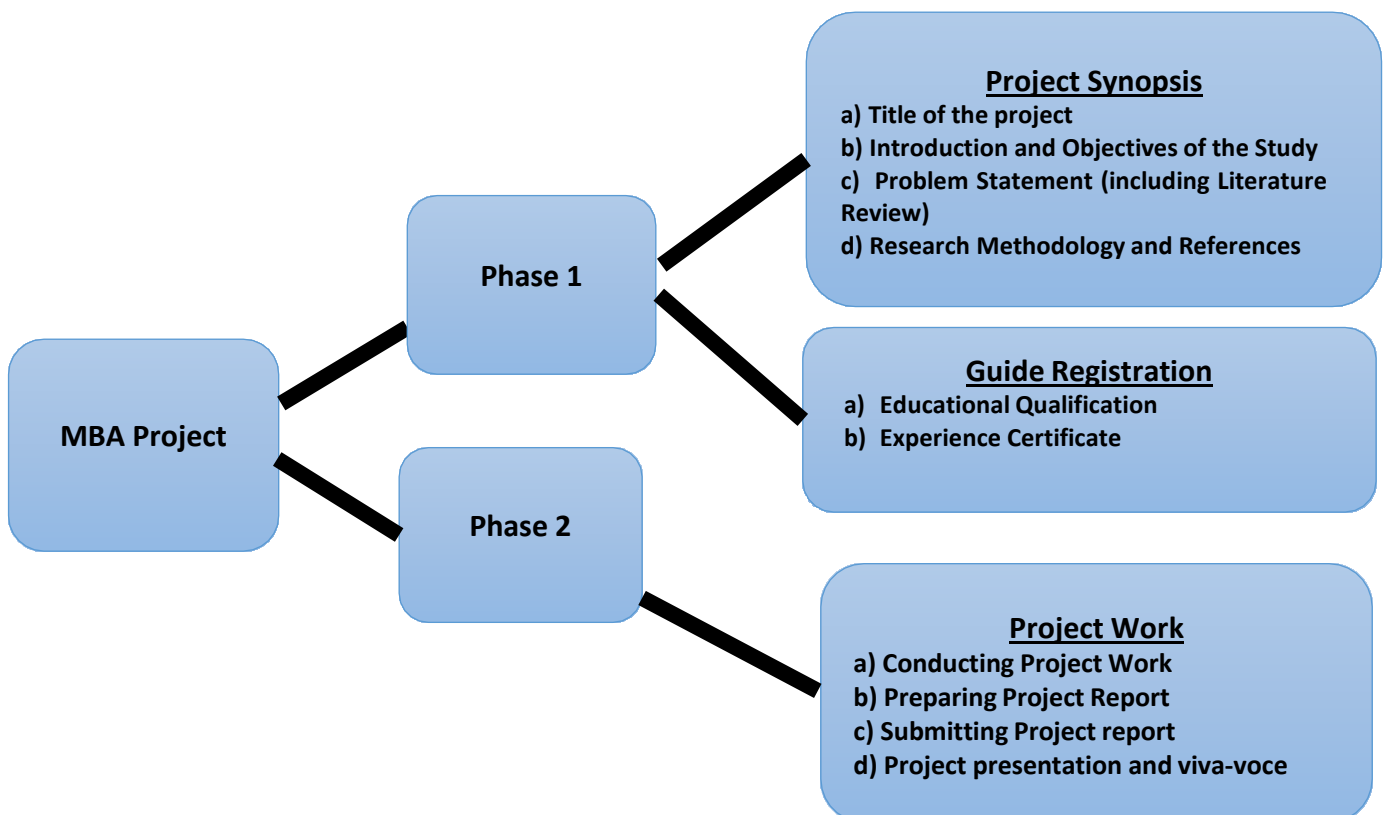 Project Synopsis
a) Title of the project
b) Introduction and Objectives of the Study
c) Problem Statement (including Literature
Review)
d) Research Methodology and References
Phase 1
Guide Registration
a) Educational Qualification
b) Experience Certificate
MBA Project
Phase 2
Project Work
a) Conducting Project Work
b) Preparing Project Report
c) Submitting Project report
d) Project presentation and viva-voce